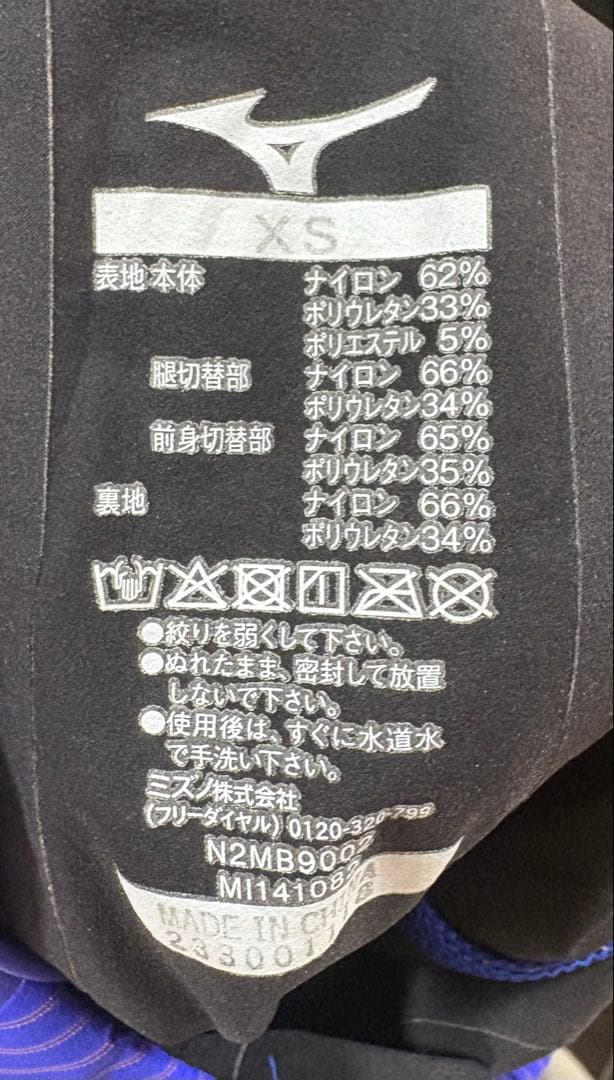 XS
表地 本体 ナイロン 62%
ポリウレタン33%
ポリエステル 5%
腿切替部 ナイロン 66%
ポリウレタン34%
前身切替部 ナイロン 65%
ポリウレタン35%
裏地 ナイロン 66%
ポリウレタン34%
●絞りを弱くして下さい。
●ぬれたまま、密封して放置
しないで下さい。
●使用後は、すぐに水道水
で手洗い下さい。
ミズノ株式会社
(フリーダイヤル) 0120-320-799
N2MB9002
MADE IN